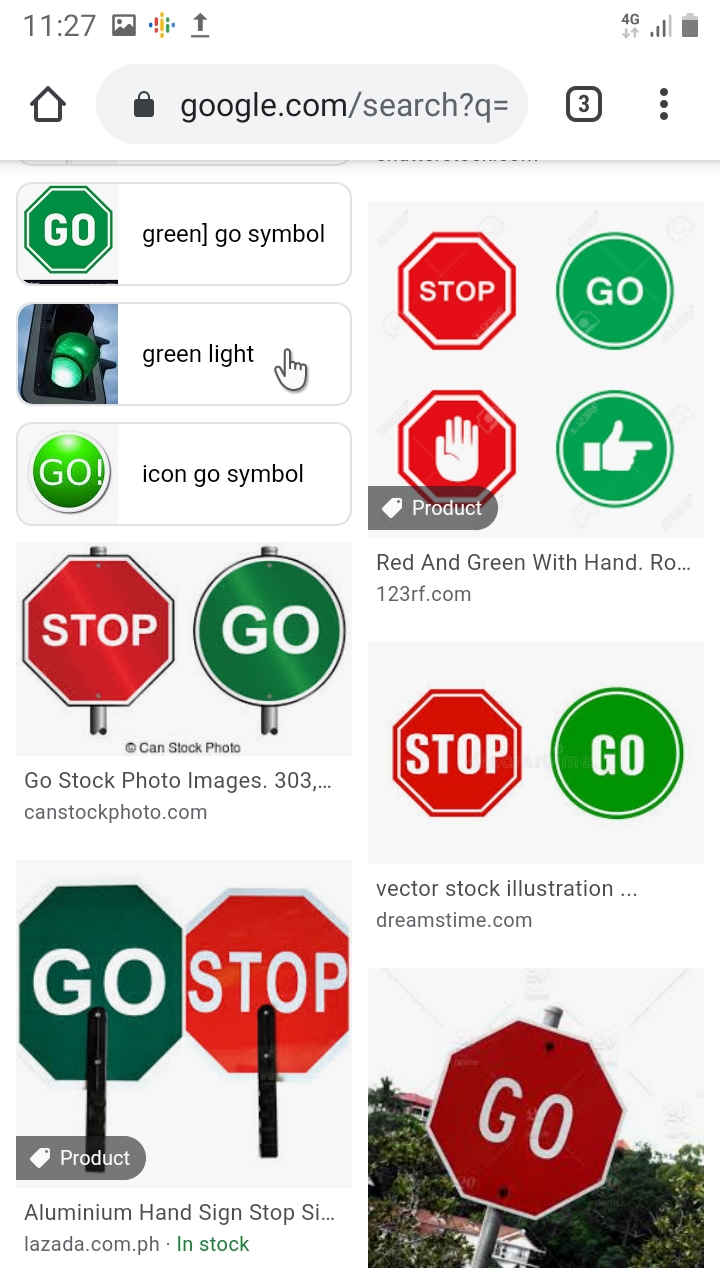 11:27
4G
google.com/search?q=
3
GO
green] go symbol
green light
GO!
icon go symbol
STOP
GO
© Can Stock Photo
Go Stock Photo Images. 303,...
canstockphoto.com
GO
STOP
Product
Aluminium Hand Sign Stop Si...
lazada.com.ph · In stock
STOP
GO
Product
Red And Green With Hand. Ro...
123rf.com
STOP
GO
vector stock illustration ...
dreamstime.com
GO